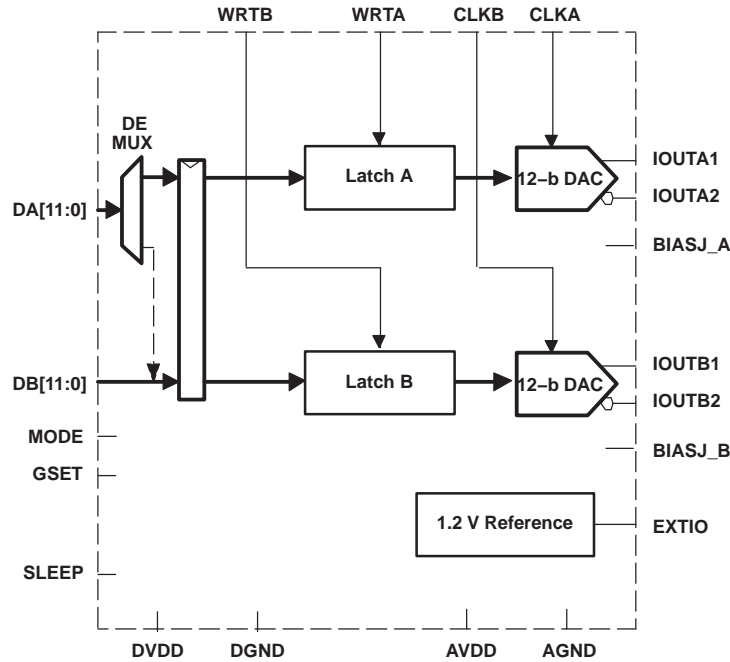 WRTB WRTA CLKB CLKA
DE
MUX
IOUTA1
Latch A
12–b DAC
IOUTA2
DA[11:0]
BIASJ_A
IOUTB1
DB[11:0]
Latch B
12–b DAC
IOUTB2
MODE
BIASJ_B
GSET
1.2 V Reference
EXTIO
SLEEP
DVDD DGND AVDD AGND